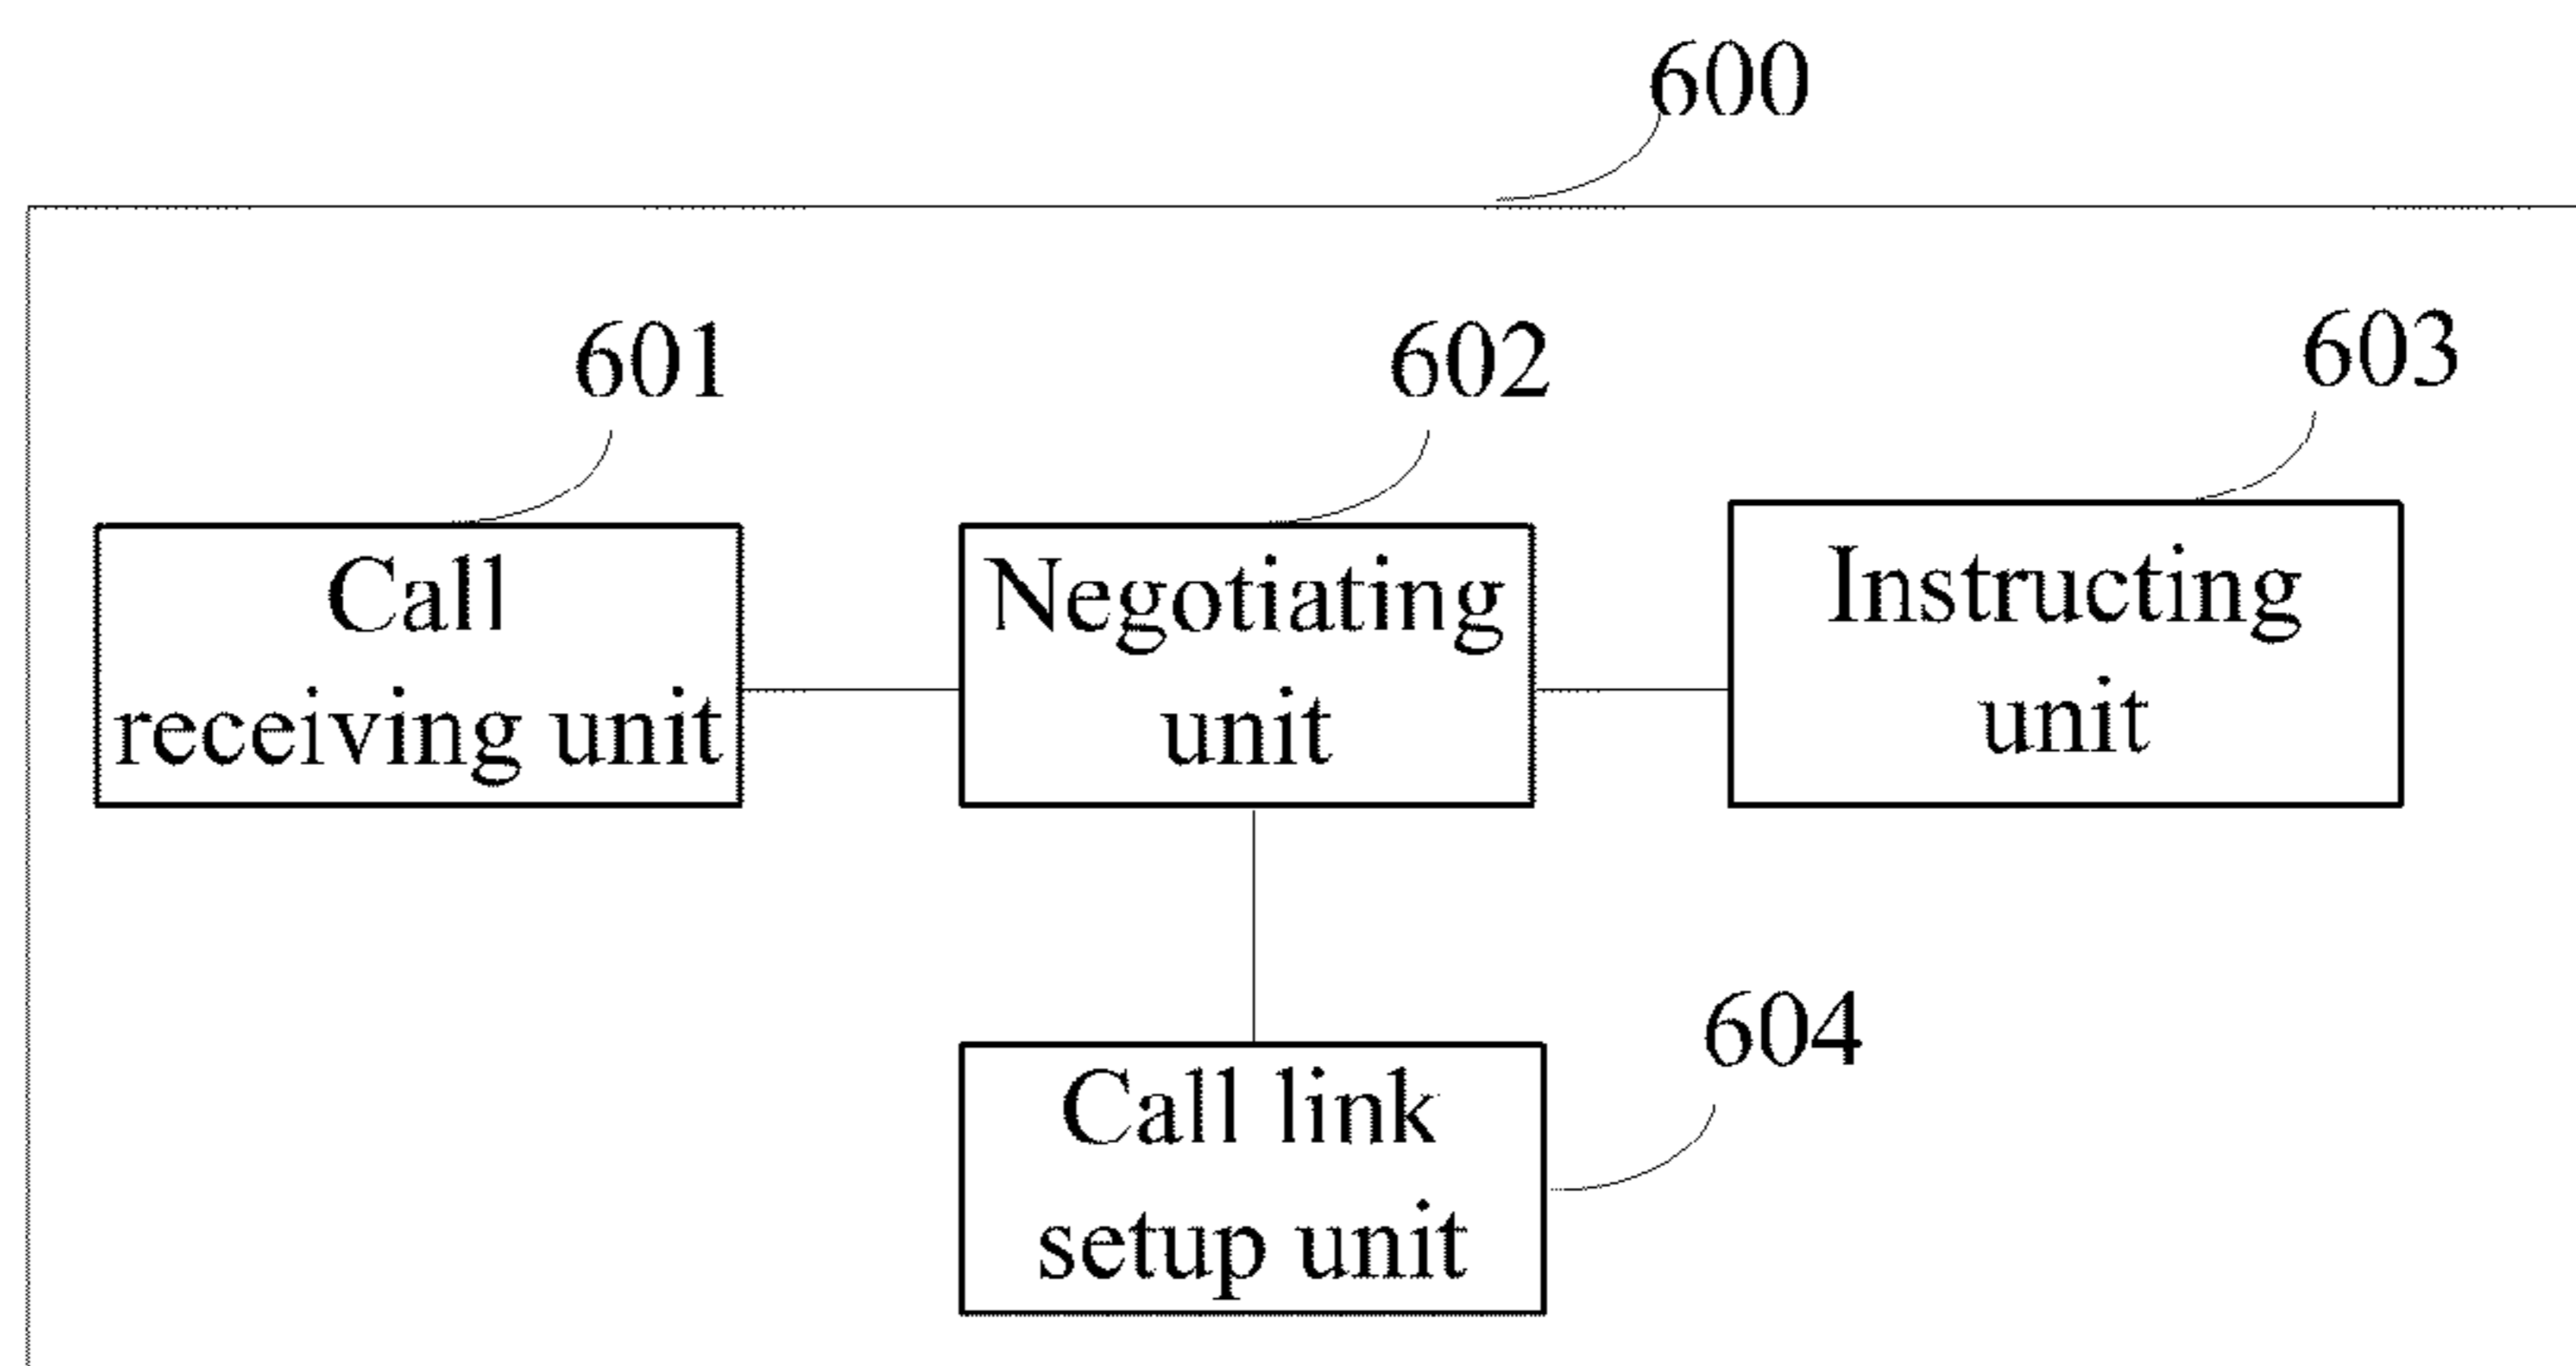 600
601
602
603
Call
receiving unit
Negotiating
unit
Instructing
unit
604
Call link
setup unit